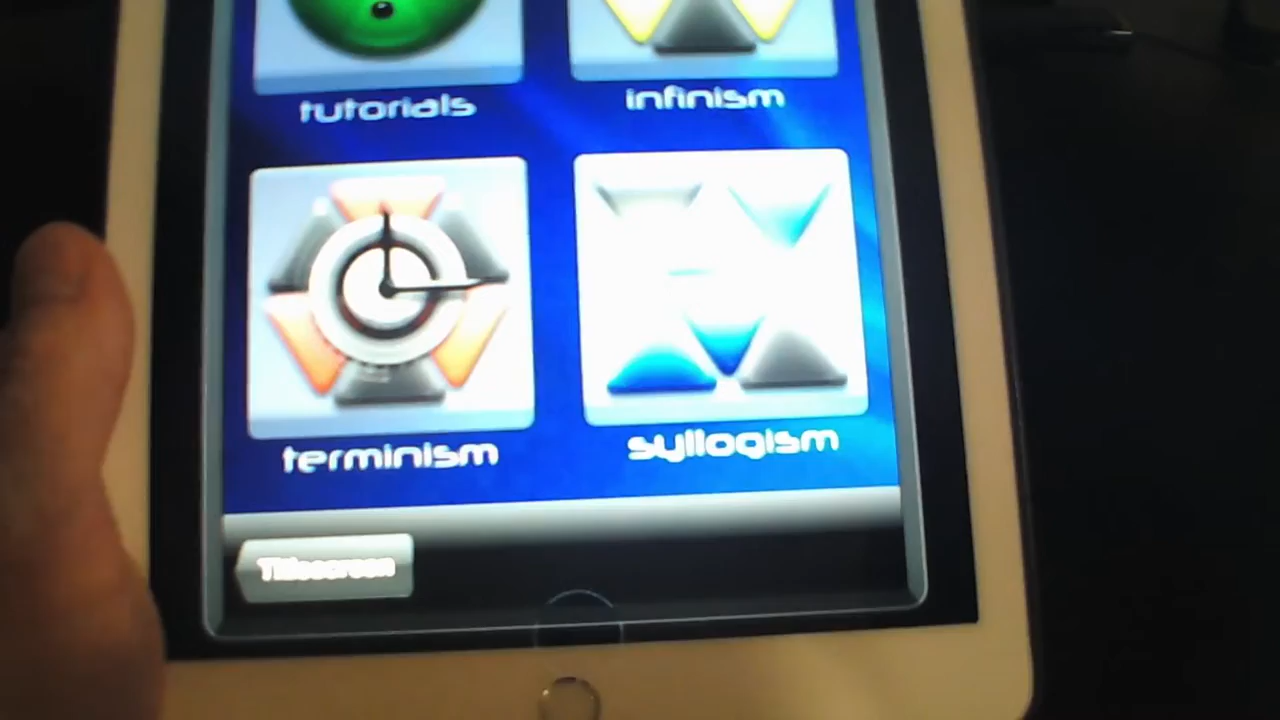 tutorials
infinism
terminism
syllogism
Titlescreen